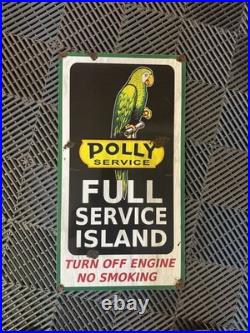 POLLY
SERVICE
FULL
SERVICE
ISLAND
TURN OFF ENGINE
NO SMOKING